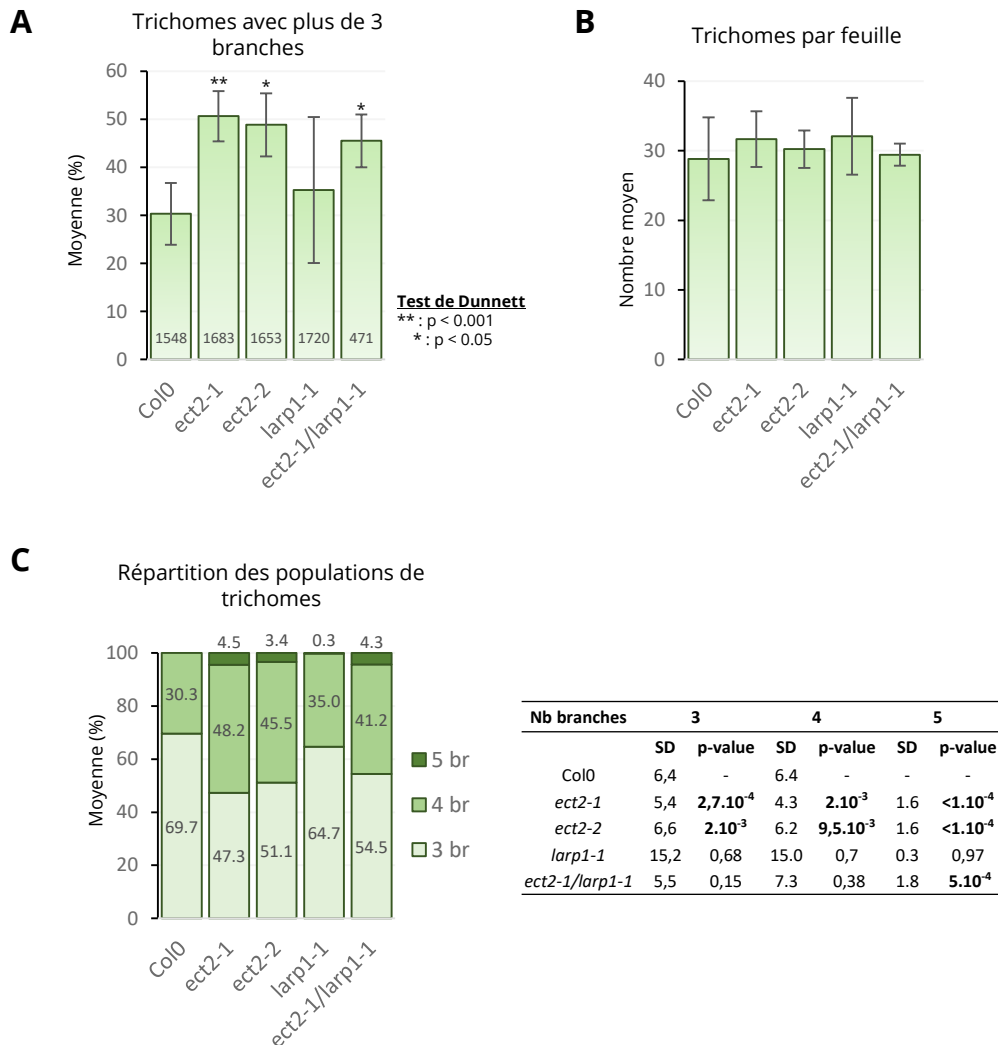 A
Trichomes avec plus de 3
branches
Moyenne (%)
60
50
40
30
20
10
0
**
*
*
1548
1683
1653
1720
471
Col0
ect2-1
ect2-2
larp1-1
ect2-1/larp1-1
Test de Dunnett
** : p < 0.001
* : p < 0.05
B
Trichomes par feuille
Nombre moyen
40
30
20
10
0
Col0
ect2-1
ect2-2
larp1-1
ect2-1/larp1-1
C
Répartition des populations de
trichomes
Moyenne (%)
100
80
60
40
20
0
4.5 3.4 0.3 4.3
30.3 48.2 45.5 35.0 41.2
69.7 47.3 51.1 64.7 54.5
Col0
ect2-1
ect2-2
larp1-1
ect2-1/larp1-1
5 br
4 br
3 br
Nb branches 3 4 5
SD p-value SD p-value SD p-value
Col0 6,4 - 6.4 - - -
ect2-1 5,4 2,7.10⁻⁴ 4.3 2.10⁻³ 1.6 <1.10⁻⁴
ect2-2 6,6 2.10⁻³ 6.2 9,5.10⁻³ 1.6 <1.10⁻⁴
larp1-1 15,2 0,68 15.0 0,7 0.3 0,97
ect2-1/larp1-1 5,5 0,15 7.3 0,38 1.8 5.10⁻⁴